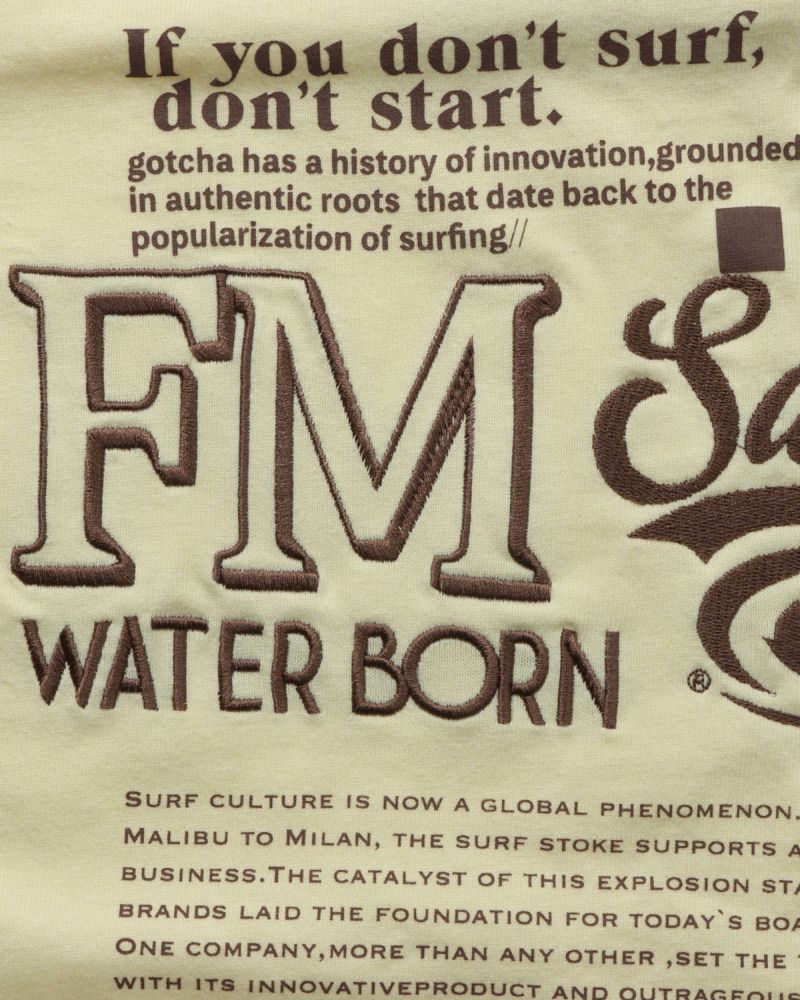 If you don't surf,
don't start.
gotcha has a history of innovation,grounded
in authentic roots that date back to the
popularization of surfing//
FM
WATER BORN
®
SURF CULTURE IS NOW A GLOBAL PHENOMENON.
MALIBU TO MILAN, THE SURF STOKE SUPPORTS A
BUSINESS.THE CATALYST OF THIS EXPLOSION
BRANDS LAID THE FOUNDATION FOR TODAY`S
ONE COMPANY,MORE THAN ANY OTHER ,SET THE
WITH ITS INNOVATIVEPRODUCT AND OUTRAGEOUS